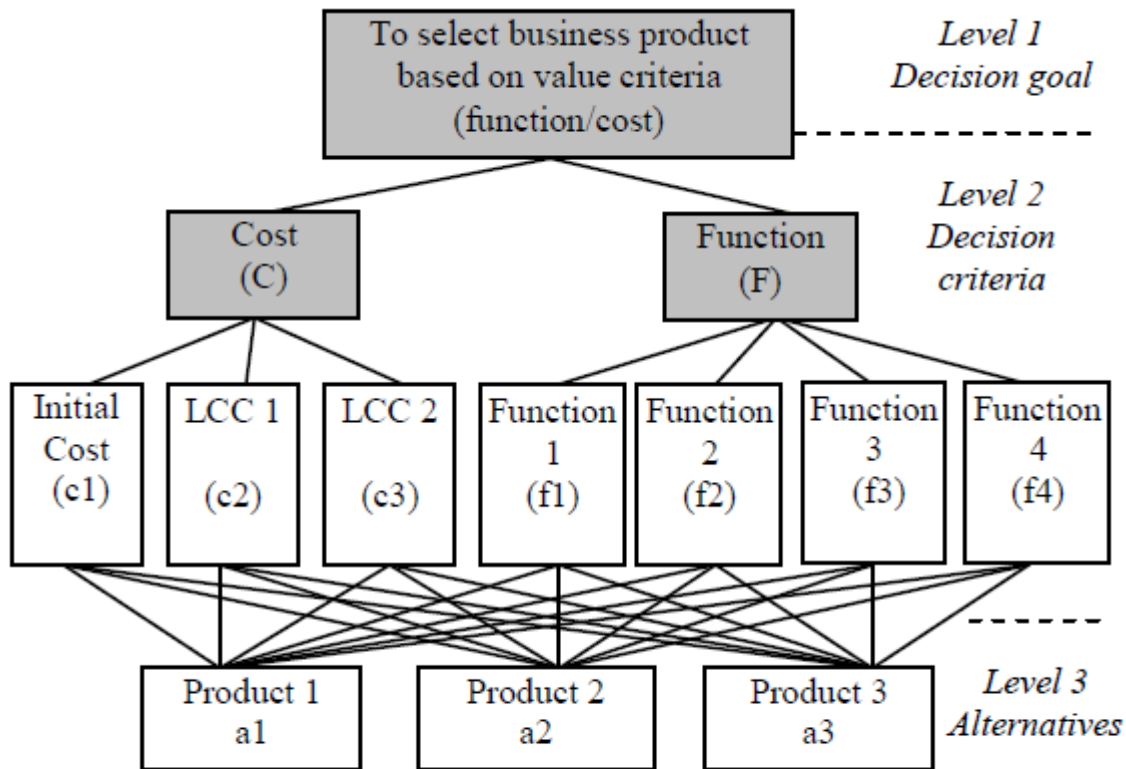 To select business product
based on value criteria
(function/cost)
Level 1
Decision goal
Cost
(C)
Function
(F)
Level 2
Decision
criteria
Initial
Cost
(c1)
LCC 1
(c2)
LCC 2
(c3)
Function
1
(f1)
Function
2
(f2)
Function
3
(f3)
Function
4
(f4)
Product 1
a1
Product 2
a2
Product 3
a3
Level 3
Alternatives